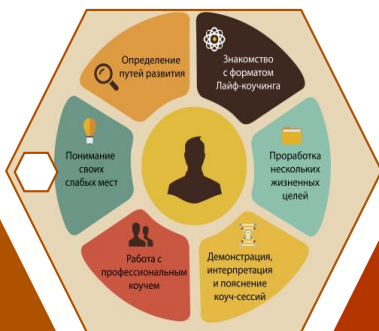 Определение
путей развития
Знакомство
с форматом
Лайф-коучинга
Понимание
своих
слабых мест
Проработка
нескольких
жизненных
целей
Работа с
профессиональным
коучем
Демонстрация,
интерпретация
и пояснение
коуч-сессий